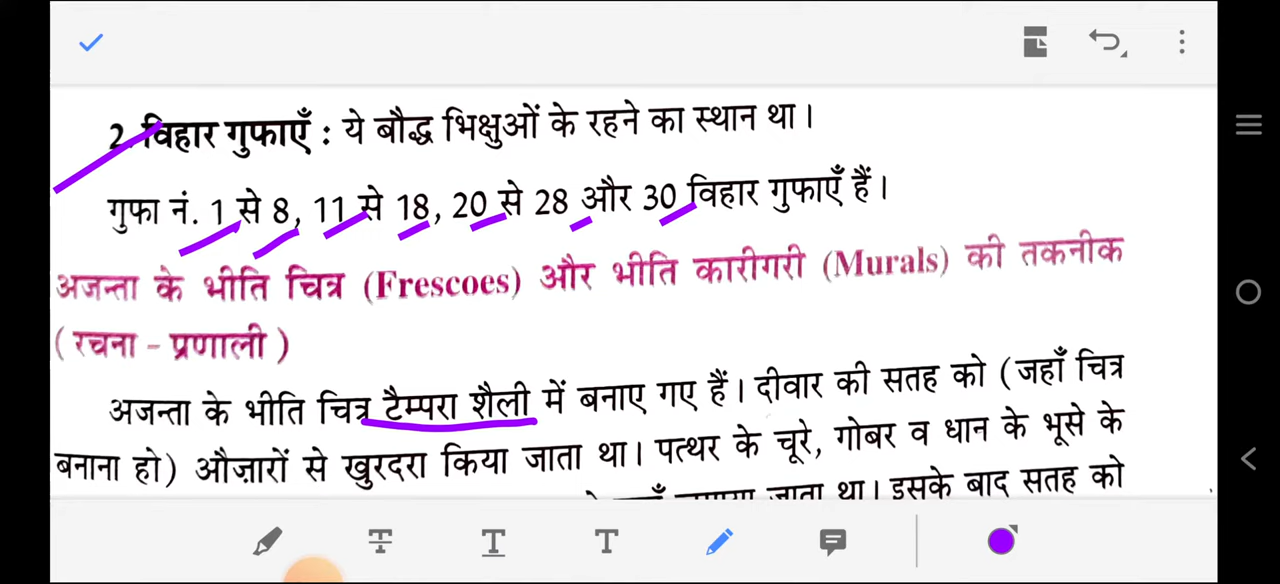 2. विहार गुफाएँ : ये बौद्ध भिक्षुओं के रहने का स्थान था।
गुफा नं. 1 से 8, 11 से 18, 20 से 28 और 30 विहार गुफाएँ हैं।
अजन्ता के भीति चित्र (Frescoes) और भीति कारीगरी (Murals) की तकनीक
(रचना - प्रणाली)
अजन्ता के भीति चित्र टैम्परा शैली में बनाए गए हैं। दीवार की सतह को (जहाँ चित्र
बनाना हो) औज़ारों से खुरदरा किया जाता था। पत्थर के चूरे, गोबर व धान के भूसे के
जाता था। इसके बाद सतह को